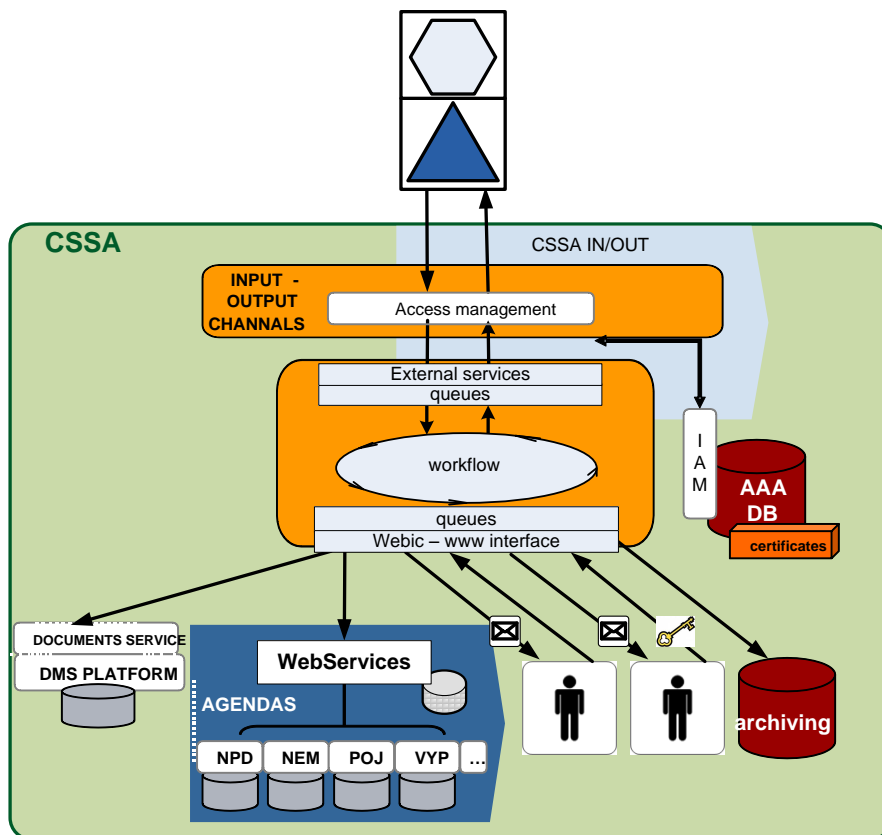 CSSA
CSSA IN/OUT
INPUT -
OUTPUT
CHANNALS
Access management
External services
queues
workflow
queues
Webic – www interface
I
A
M
AAA
DB
certificates
DOCUMENTS SERVICE
DMS PLATFORM
WebServices
AGENDAS
NPD
NEM
POJ
VYP
...
archiving